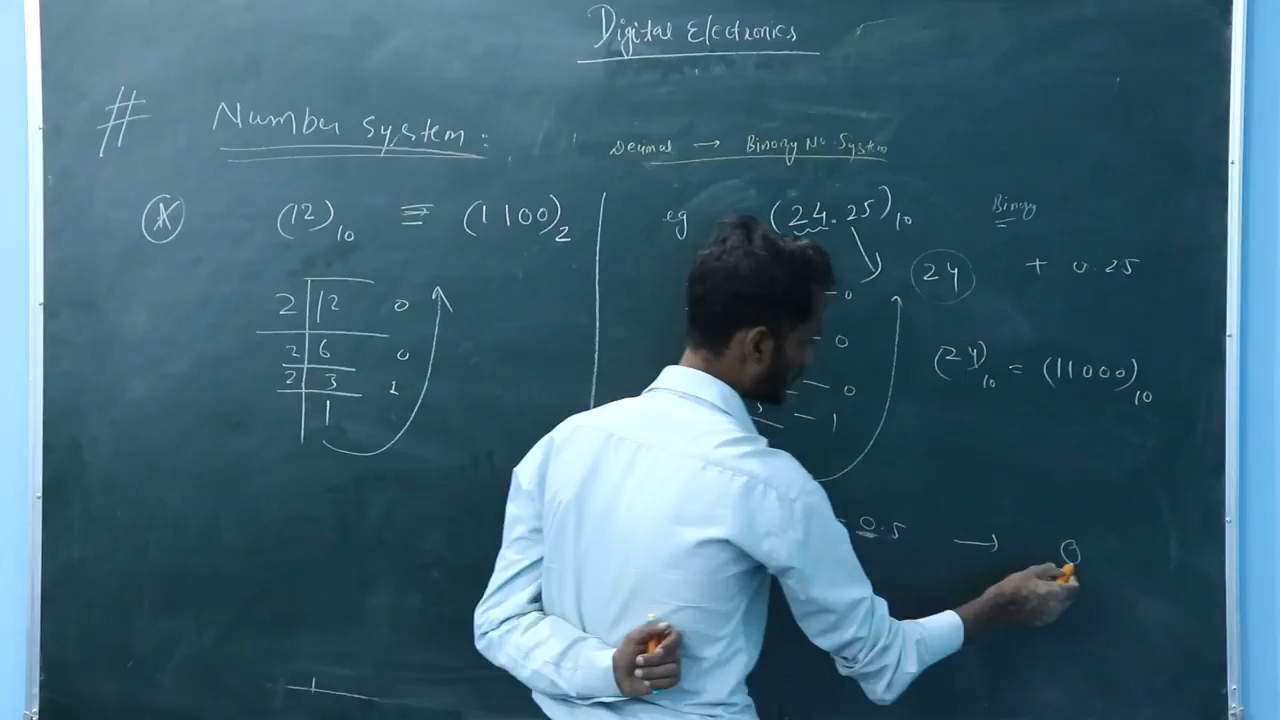 Digital Electronics
# Number System:
Decimal → Binary No. System
(A) (12)10 ≡ (1100)2
2 12 0
2 6 0
2 3 1
1
eg (24.25)10
Binary
24 + 0.25
- 0
- 0
- 0
3 - 1
(24)10 = (11000)10
= 0.5 → 0